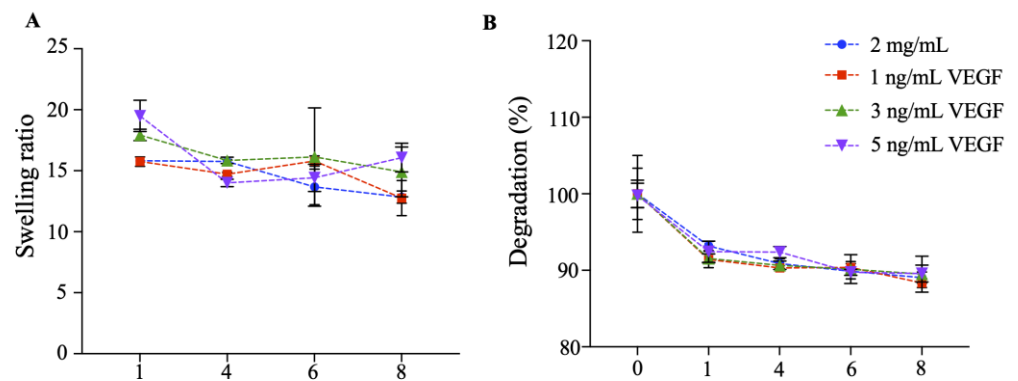 A
Swelling ratio
25
20
15
10
5
0
1 4 6 8
B
Degradation (%)
120
110
100
90
80
0 1 4 6 8
2 mg/mL
1 ng/mL VEGF
3 ng/mL VEGF
5 ng/mL VEGF